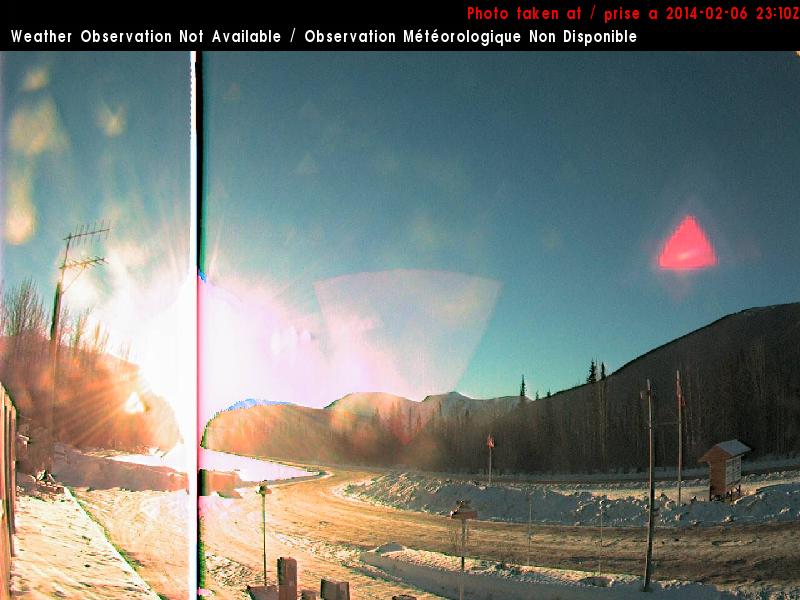 Photo taken at / prise a 2014-02-06 23:10Z
Weather Observation Not Available / Observation Météorologique Non Disponible